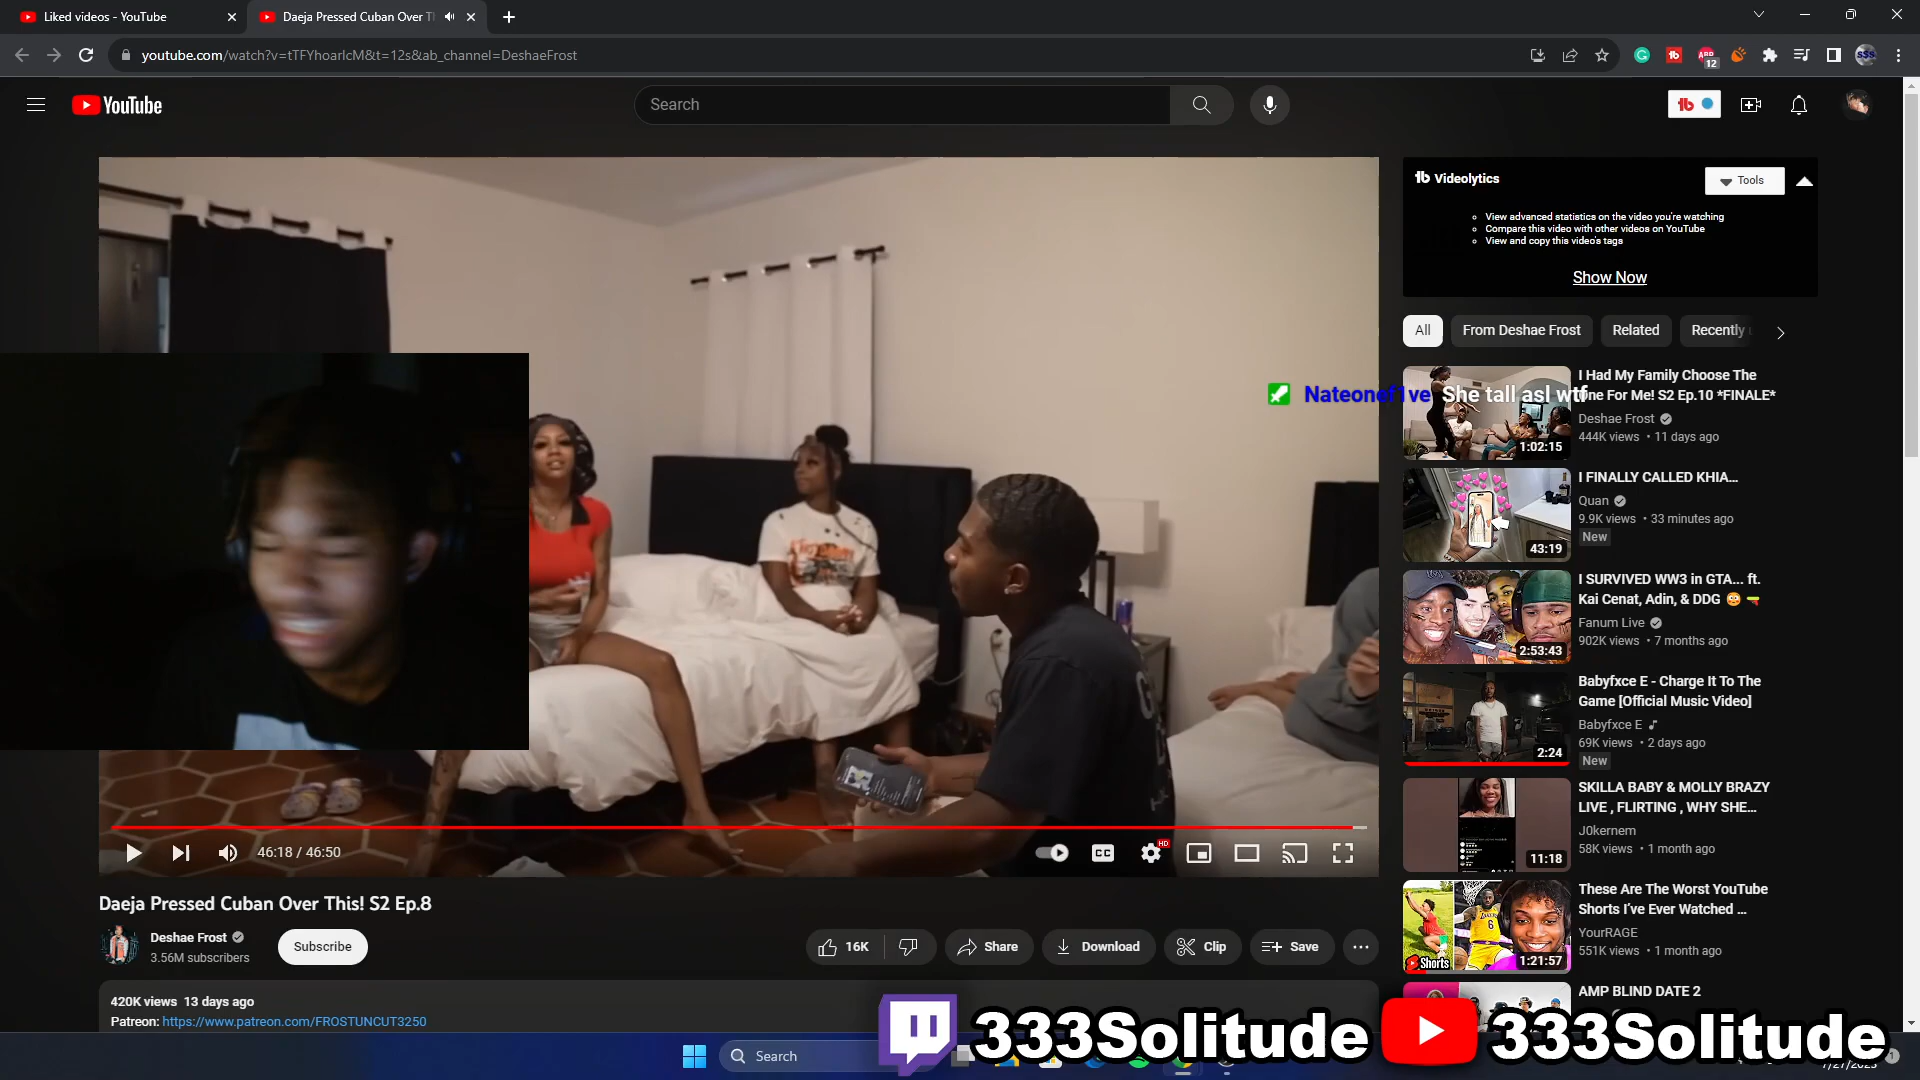 Liked videos - YouTube
Daeja Pressed Cuban Over Th
youtube.com/watch?v=tTFYhoarlcM&t=12s&ab_channel=DeshaeFrost
12
YouTube
Search
Videolytics
Tools
View advanced statistics on the video you're watching
Compare this video with other videos on YouTube
View and copy this video's tags
Show Now
All
From Deshae Frost
Related
Recently
Nateonof1ve She tall asl wtf
I Had My Family Choose The
One For Me! S2 Ep.10 *FINALE*
Deshae Frost
444K views • 11 days ago
1:02:15
I FINALLY CALLED KHIA...
Quan
9.9K views • 33 minutes ago
New
43:19
I SURVIVED WW3 in GTA... ft.
Kai Cenat, Adin, & DDG
Fanum Live
902K views • 7 months ago
2:53:43
Babyfxce E - Charge It To The
Game [Official Music Video]
Babyfxce E
69K views • 2 days ago
New
2:24
SKILLA BABY & MOLLY BRAZY
LIVE , FLIRTING , WHY SHE...
J0kernem
58K views • 1 month ago
11:18
These Are The Worst YouTube
Shorts I've Ever Watched ...
YourRAGE
551K views • 1 month ago
Shorts
1:21:57
AMP BLIND DATE 2
46:18 / 46:50
CC
HD
Daeja Pressed Cuban Over This! S2 Ep.8
Deshae Frost
3.56M subscribers
Subscribe
16K
Share
Download
Clip
Save
420K views 13 days ago
Patreon: https://www.patreon.com/FROSTUNCUT3250
333Solitude
333Solitude
Search